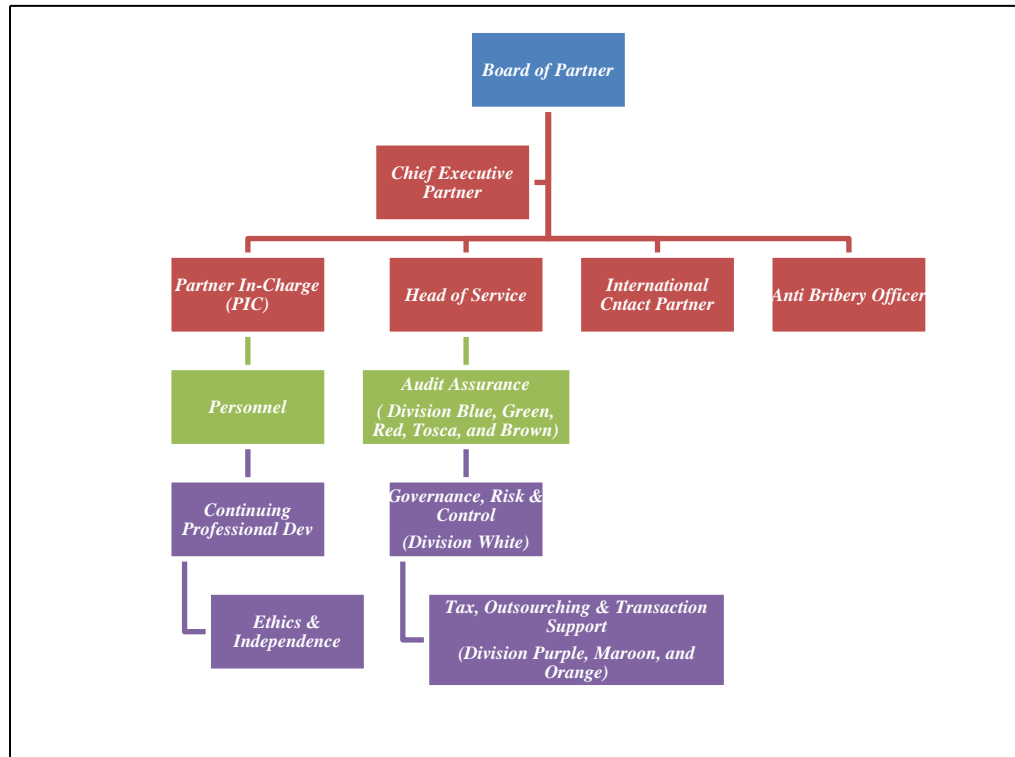 Board of Partner
Chief Executive
Partner
Partner In-Charge
(PIC)
Head of Service
International
Cntact Partner
Anti Bribery Officer
Personnel
Audit Assurance
( Division Blue, Green,
Red, Tosca, and Brown)
Continuing
Professional Dev
Governance, Risk &
Control
(Division White)
Ethics &
Independence
Tax, Outsourching & Transaction
Support
(Division Purple, Maroon, and
Orange)